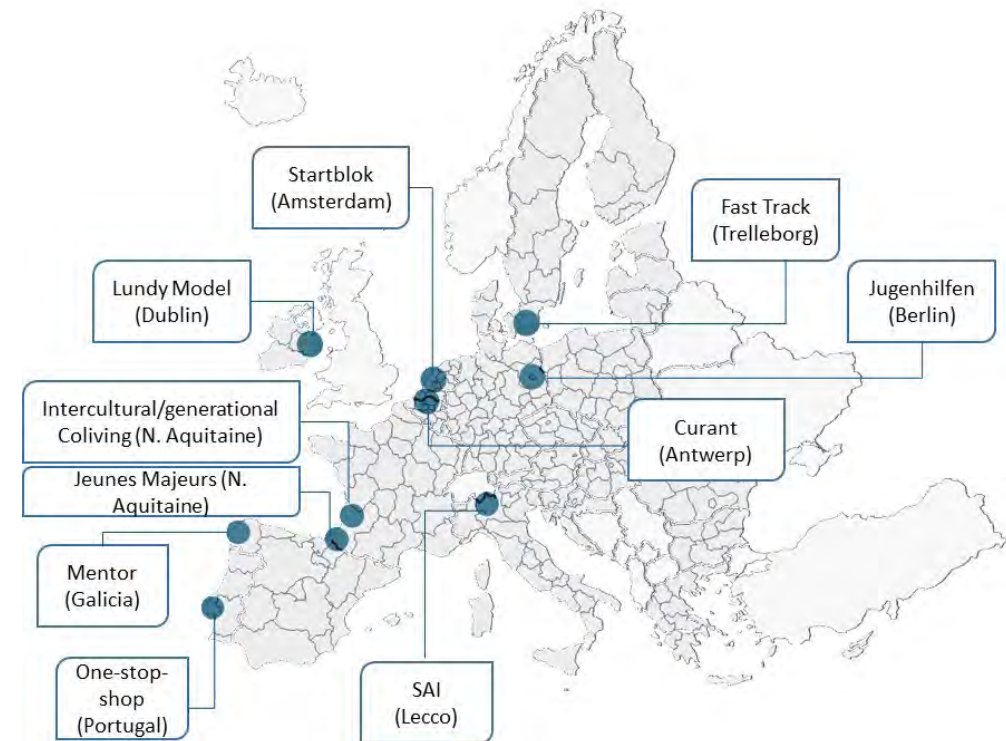 Startblok
(Amsterdam)
Fast Track
(Trelleborg)
Lundy Model
(Dublin)
Jugenhilfen
(Berlin)
Intercultural/generational
Coliving (N. Aquitaine)
Curant
(Antwerp)
Jeunes Majeurs (N.
Aquitaine)
Mentor
(Galicia)
One-stop-
shop
(Portugal)
SAI
(Lecco)